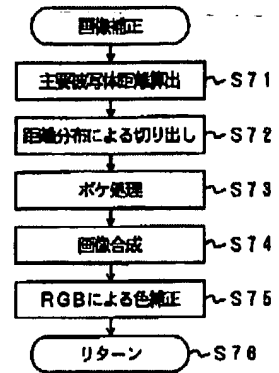 画像補正
主要被写体距離算出 S71
距離分布による切り出し S72
ボケ処理 S73
画像合成 S74
RGBによる色補正 S75
リターン S76